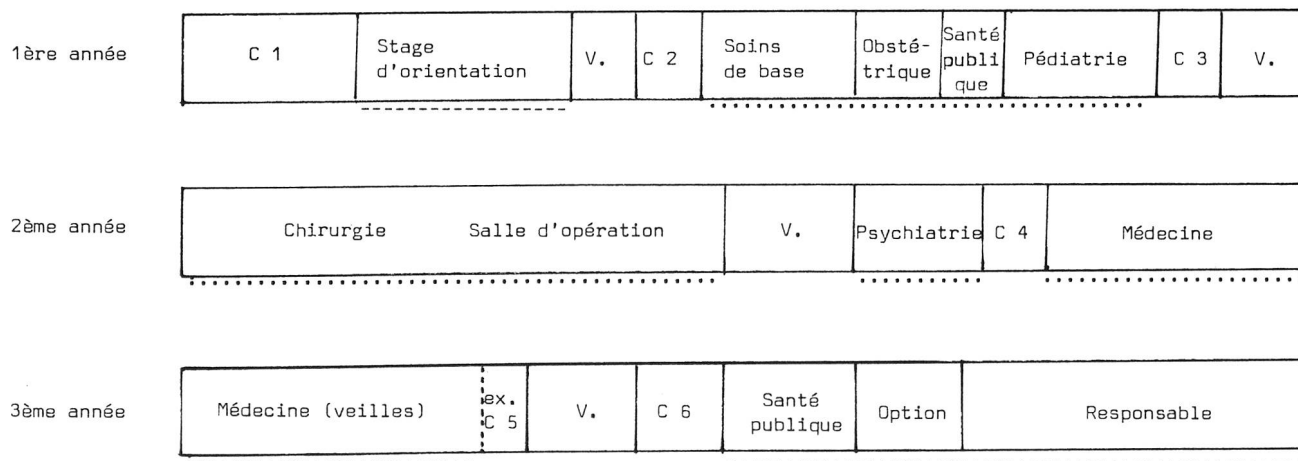 1ère année
C 1
Stage
d'orientation
V.
C 2
Soins
de base
Obsté-
trique
Santé
publi
que
Pédiatrie
C 3
V.
2ème année
Chirurgie Salle d'opération
V.
Psychiatrie
C 4
Médecine
3ème année
Médecine (veilles)
ex.
C 5
V.
C 6
Santé
publique
Option
Responsable